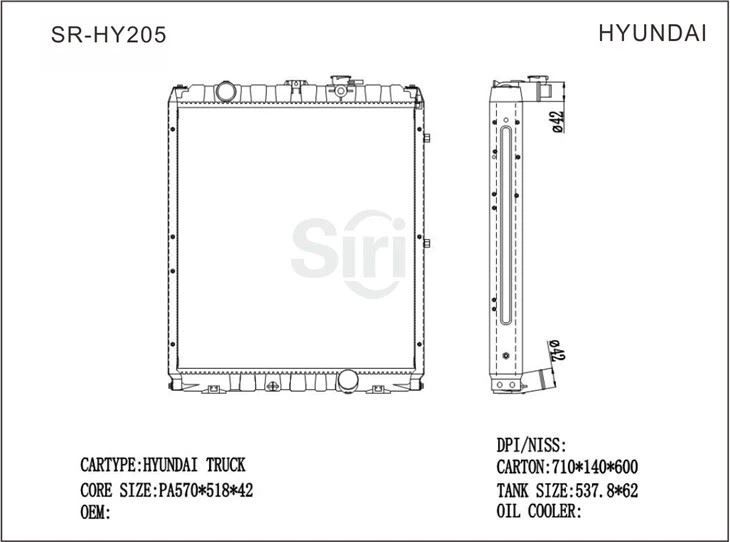 SR-HY205
HYUNDAI
ø42
Siri
ø42
CARTYPE:HYUNDAI TRUCK
CORE SIZE:PA570*518*42
OEM:
DPI/NISS:
CARTON:710*140*600
TANK SIZE:537.8*62
OIL COOLER: